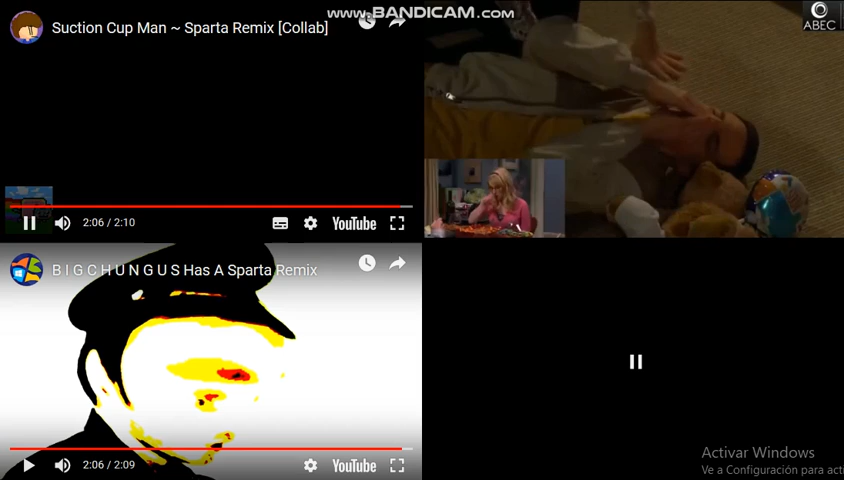 www.BANDICAM.com
Suction Cup Man ~ Sparta Remix [Collab]
ABEC
2:06 / 2:10
YouTube
B I G C H U N G U S Has A Sparta Remix
2:06 / 2:09
YouTube
Activar Windows
Ve a Configuración para acti